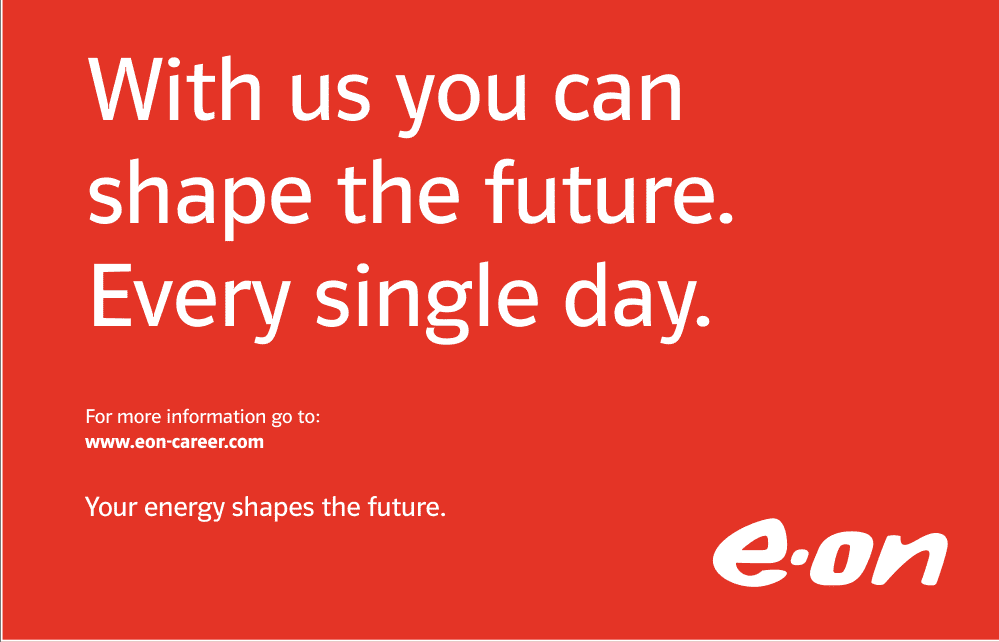 With us you can
shape the future.
Every single day.
For more information go to:
www.eon-career.com
Your energy shapes the future.
e·on